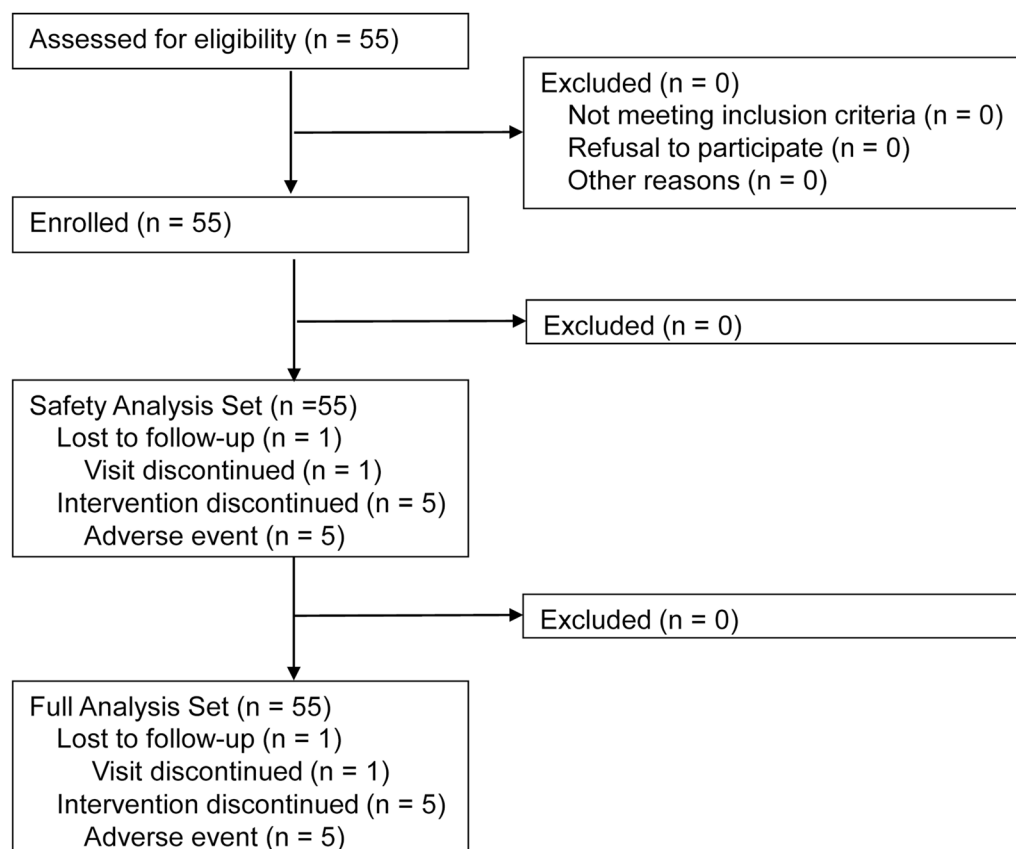 Assessed for eligibility (n = 55)
Excluded (n = 0)
Not meeting inclusion criteria (n = 0)
Refusal to participate (n = 0)
Other reasons (n = 0)
Enrolled (n = 55)
Excluded (n = 0)
Safety Analysis Set (n =55)
Lost to follow-up (n = 1)
Visit discontinued (n = 1)
Intervention discontinued (n = 5)
Adverse event (n = 5)
Excluded (n = 0)
Full Analysis Set (n = 55)
Lost to follow-up (n = 1)
Visit discontinued (n = 1)
Intervention discontinued (n = 5)
Adverse event (n = 5)